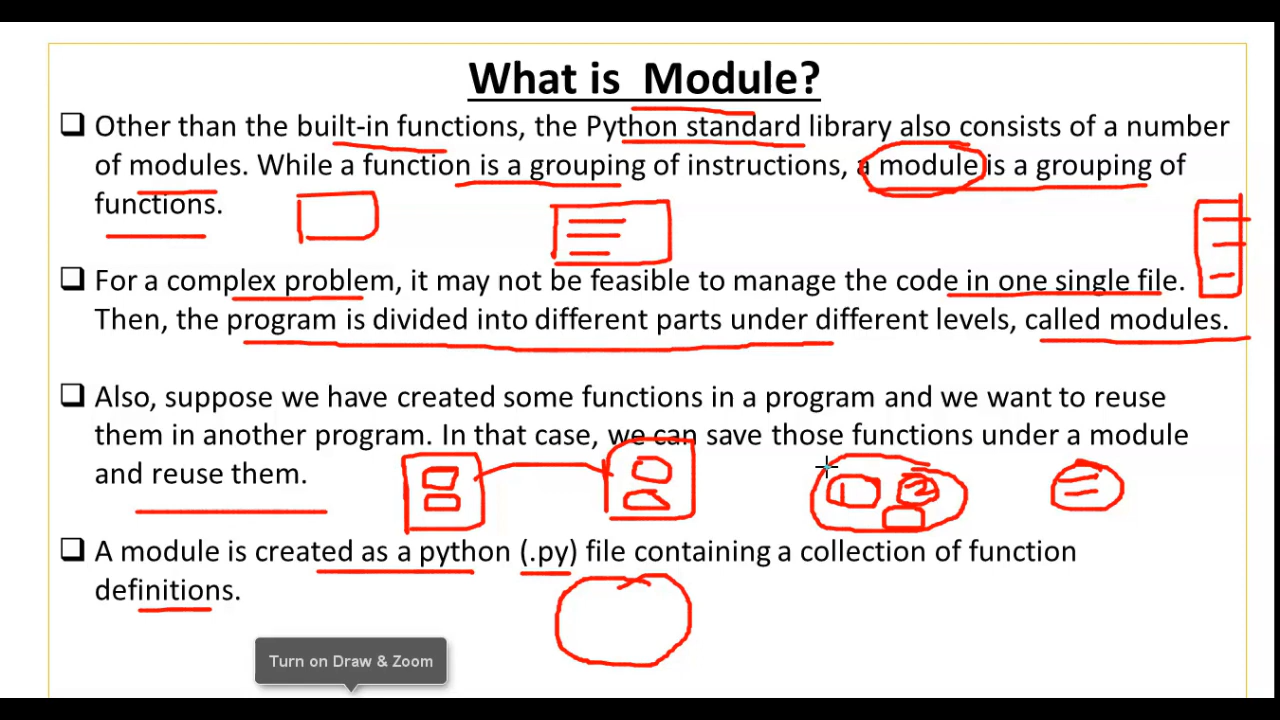 What is Module?
❑ Other than the built-in functions, the Python standard library also consists of a number
of modules. While a function is a grouping of instructions, a module is a grouping of
functions.
❑ For a complex problem, it may not be feasible to manage the code in one single file.
Then, the program is divided into different parts under different levels, called modules.
❑ Also, suppose we have created some functions in a program and we want to reuse
them in another program. In that case, we can save those functions under a module
and reuse them.
❑ A module is created as a python (.py) file containing a collection of function
definitions.
Turn on Draw & Zoom